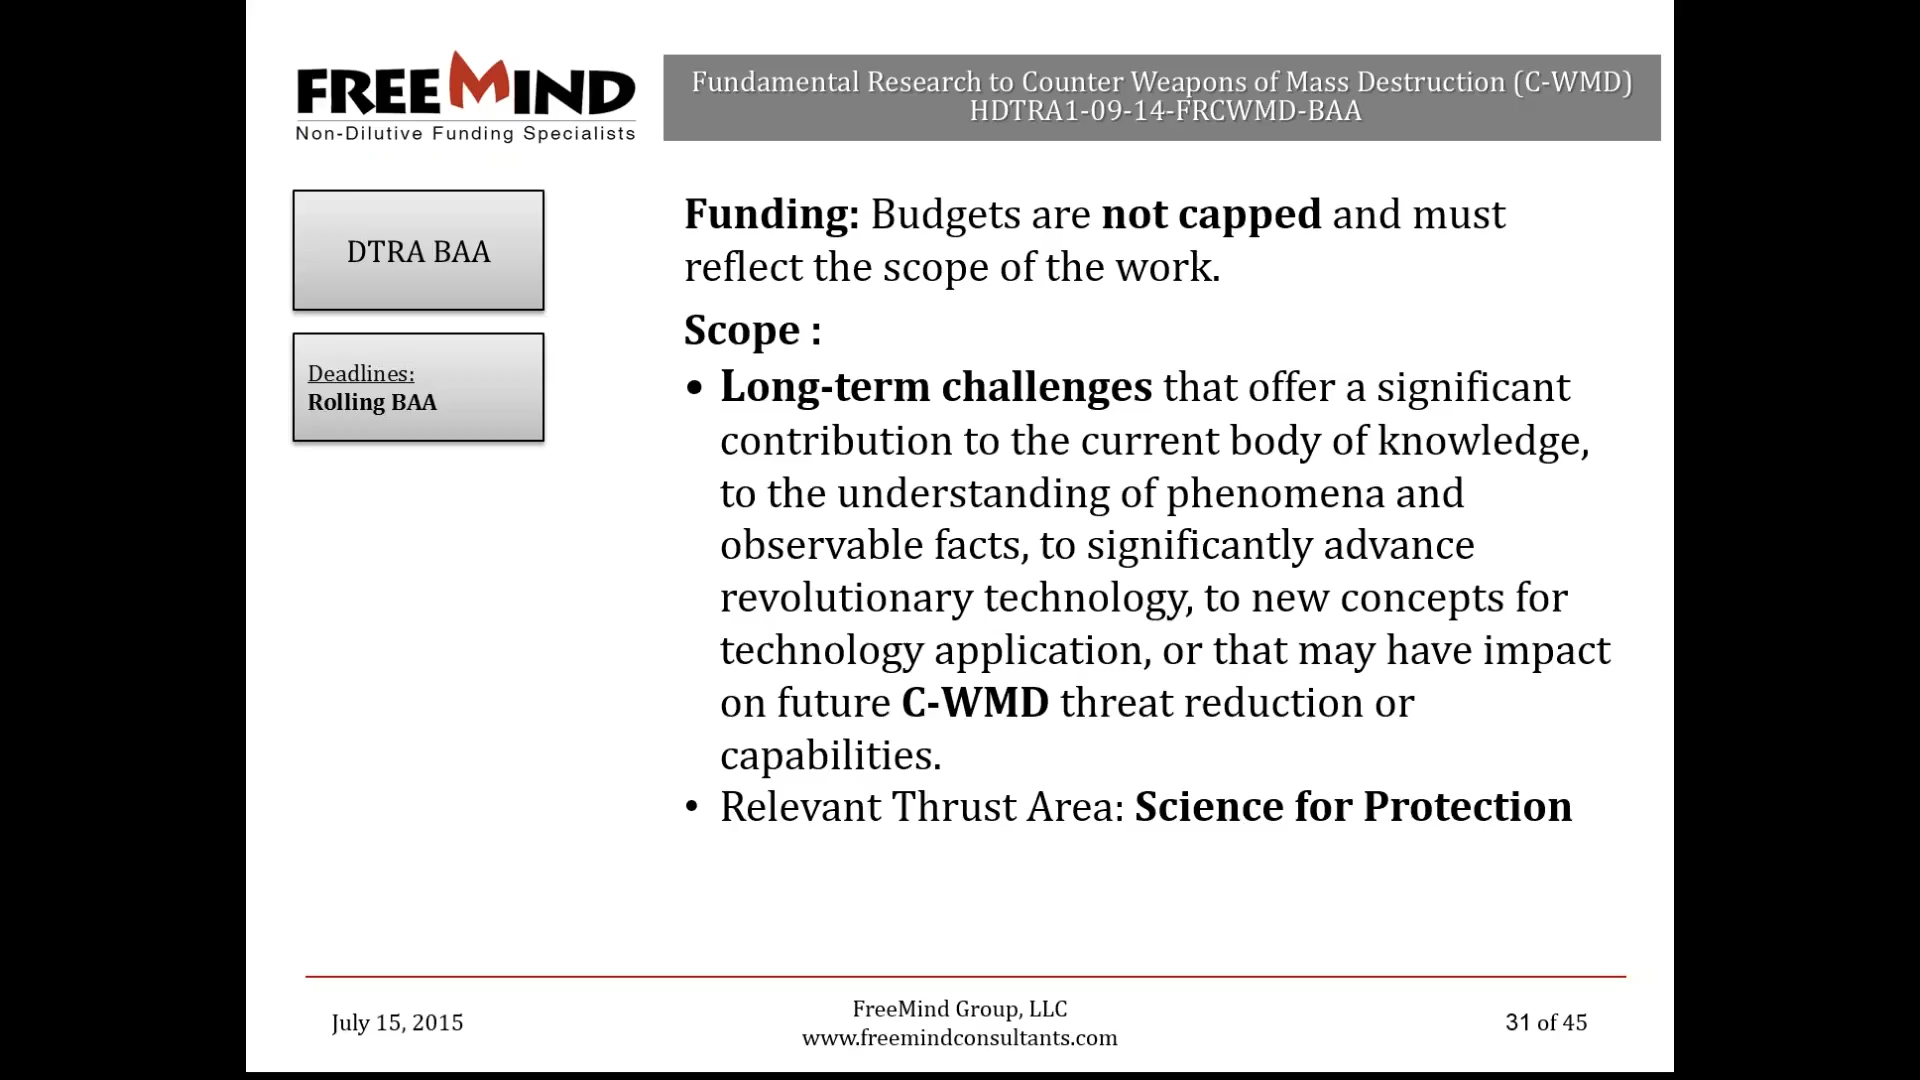 FREEMIND
Non-Dilutive Funding Specialists
Fundamental Research to Counter Weapons of Mass Destruction (C-WMD)
HDTRA1-09-14-FRCWMD-BAA
DTRA BAA
Deadlines:
Rolling BAA
Funding: Budgets are not capped and must
reflect the scope of the work.
Scope :
• Long-term challenges that offer a significant
contribution to the current body of knowledge,
to the understanding of phenomena and
observable facts, to significantly advance
revolutionary technology, to new concepts for
technology application, or that may have impact
on future C-WMD threat reduction or
capabilities.
• Relevant Thrust Area: Science for Protection
July 15, 2015
FreeMind Group, LLC
www.freemindconsultants.com
31 of 45